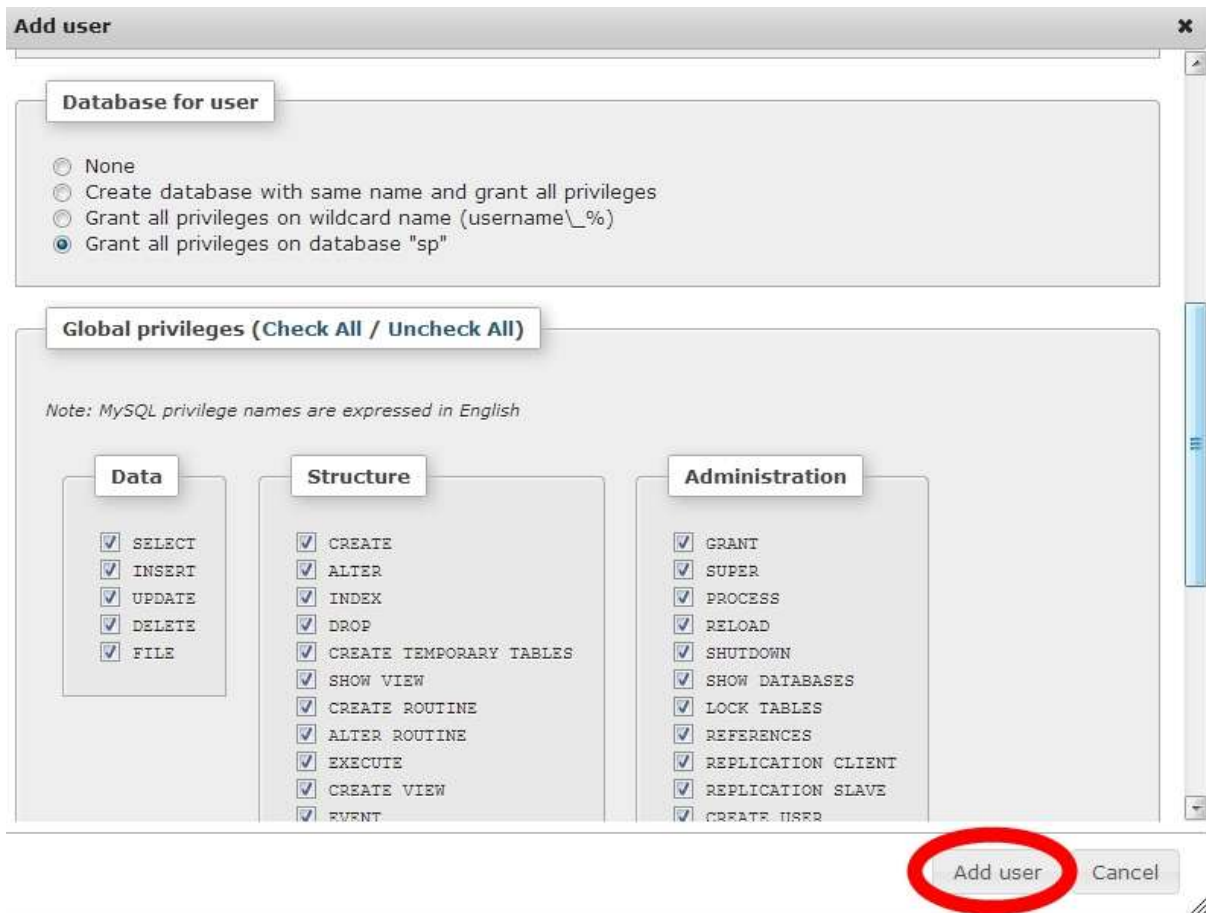 Add user
Database for user
None
Create database with same name and grant all privileges
Grant all privileges on wildcard name (username\_%)
Grant all privileges on database "sp"
Global privileges (Check All / Uncheck All)
Note: MySQL privilege names are expressed in English
Data
SELECT
INSERT
UPDATE
DELETE
FILE
Structure
CREATE
ALTER
INDEX
DROP
CREATE TEMPORARY TABLES
SHOW VIEW
CREATE ROUTINE
ALTER ROUTINE
EXECUTE
CREATE VIEW
EVENT
Administration
GRANT
SUPER
PROCESS
RELOAD
SHUTDOWN
SHOW DATABASES
LOCK TABLES
REFERENCES
REPLICATION CLIENT
REPLICATION SLAVE
CREATE USER
Add user
Cancel